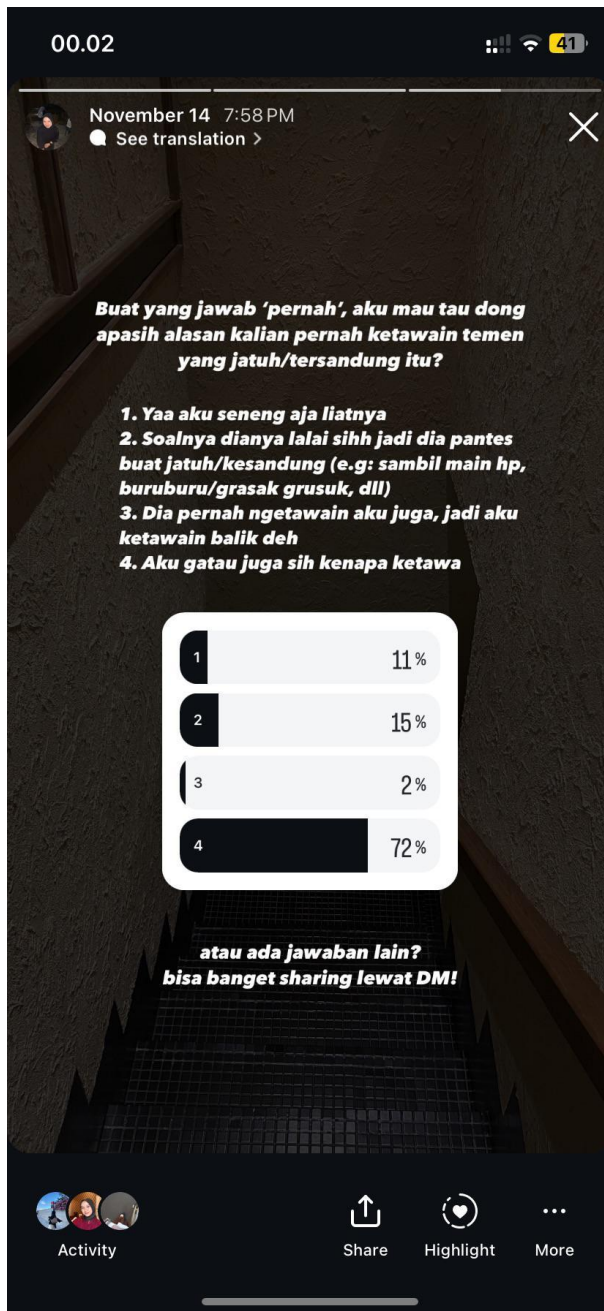 00.02
41
November 14 7:58 PM
See translation >
Buat yang jawab ‘pernah’, aku mau tau dong
apasih alasan kalian pernah ketawain temen
yang jatuh/tersandung itu?
1. Yaa aku seneng aja liatnya
2. Soalnya dianya lalai sihh jadi dia pantes
buat jatuh/kesandung (e.g: sambil main hp,
buruburu/grasak grusuk, dll)
3. Dia pernah ngetawain aku juga, jadi aku
ketawain balik deh
4. Aku gatau juga sih kenapa ketawa
1 11%
2 15%
3 2%
4 72%
atau ada jawaban lain?
bisa banget sharing lewat DM!
Activity
Share
Highlight
More